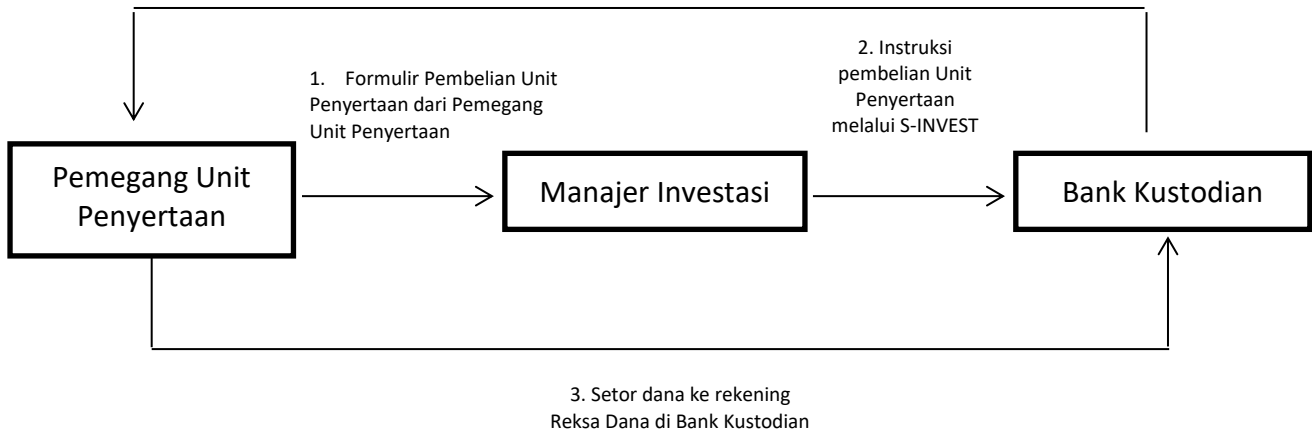 1. Formulir Pembelian Unit
Penyertaan dari Pemegang
Unit Penyertaan
2. Instruksi
pembelian Unit
Penyertaan
melalui S-INVEST
Pemegang Unit
Penyertaan
Manajer Investasi
Bank Kustodian
3. Setor dana ke rekening
Reksa Dana di Bank Kustodian